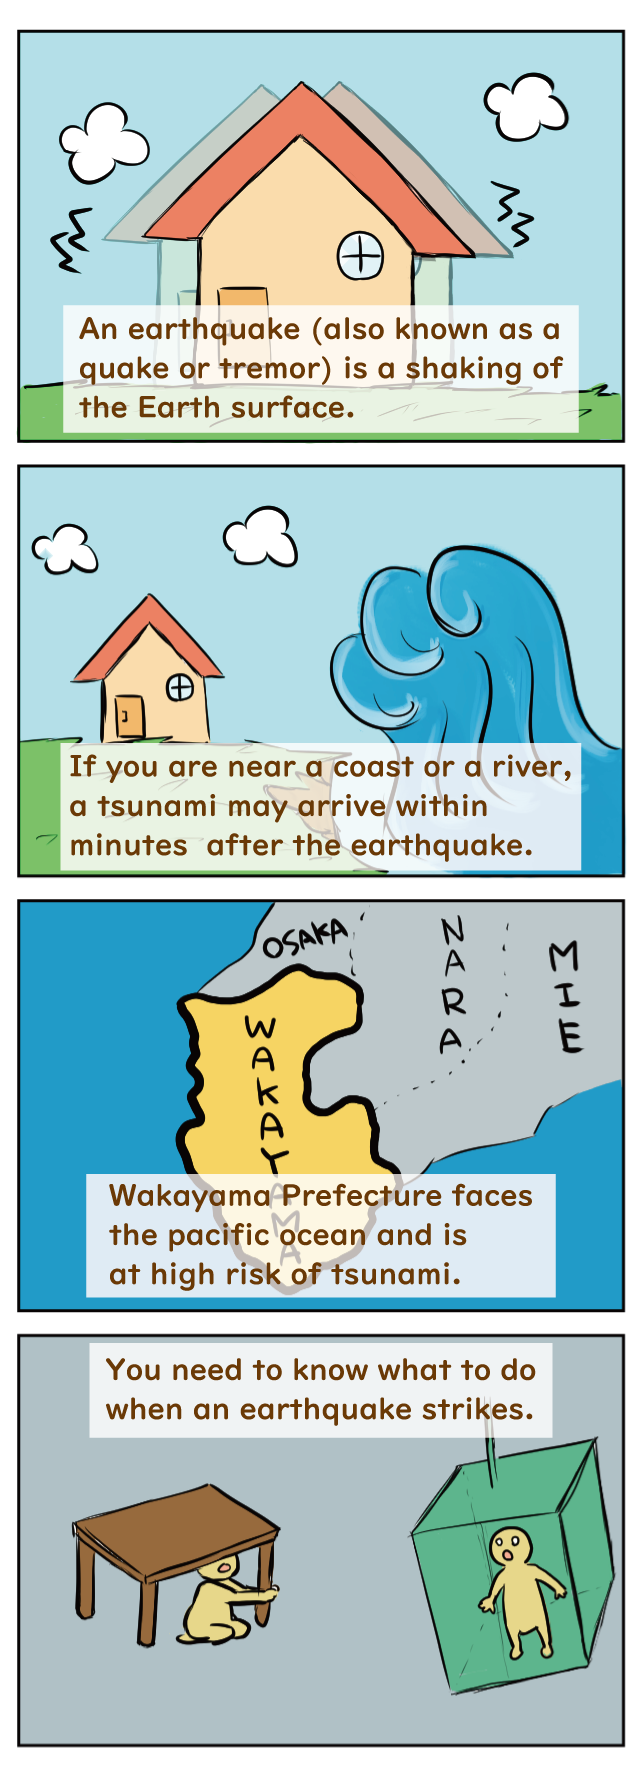 An earthquake (also known as a
quake or tremor) is a shaking of
the Earth surface.
If you are near a coast or a river,
a tsunami may arrive within
minutes  after the earthquake.
OSAKA
NARA
MIE
WAKAYAMA
Wakayama Prefecture faces
the pacific ocean and is
at high risk of tsunami.
You need to know what to do
when an earthquake strikes.